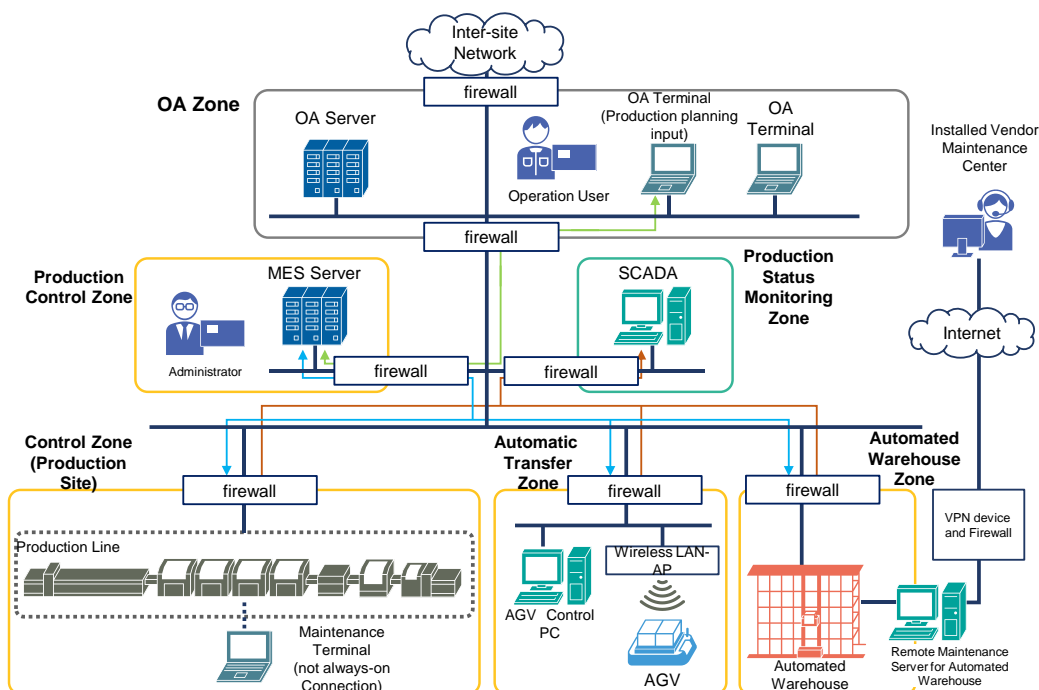 Inter-site
Network
firewall
OA Zone
OA Server
Operation User
OA Terminal
(Production planning
input)
OA
Terminal
Installed Vendor
Maintenance
Center
firewall
Production
Control Zone
MES Server
Administrator
firewall
SCADA
firewall
Production
Status
Monitoring
Zone
Internet
Control Zone
(Production
Site)
firewall
Production Line
Maintenance
Terminal
(not always-on
Connection)
Automatic
Transfer
Zone
firewall
Wireless LAN-
AP
AGV Control
PC
AGV
Automated
Warehouse
Zone
firewall
VPN device
and Firewall
Automated
Warehouse
Remote Maintenance
Server for Automated
Warehouse